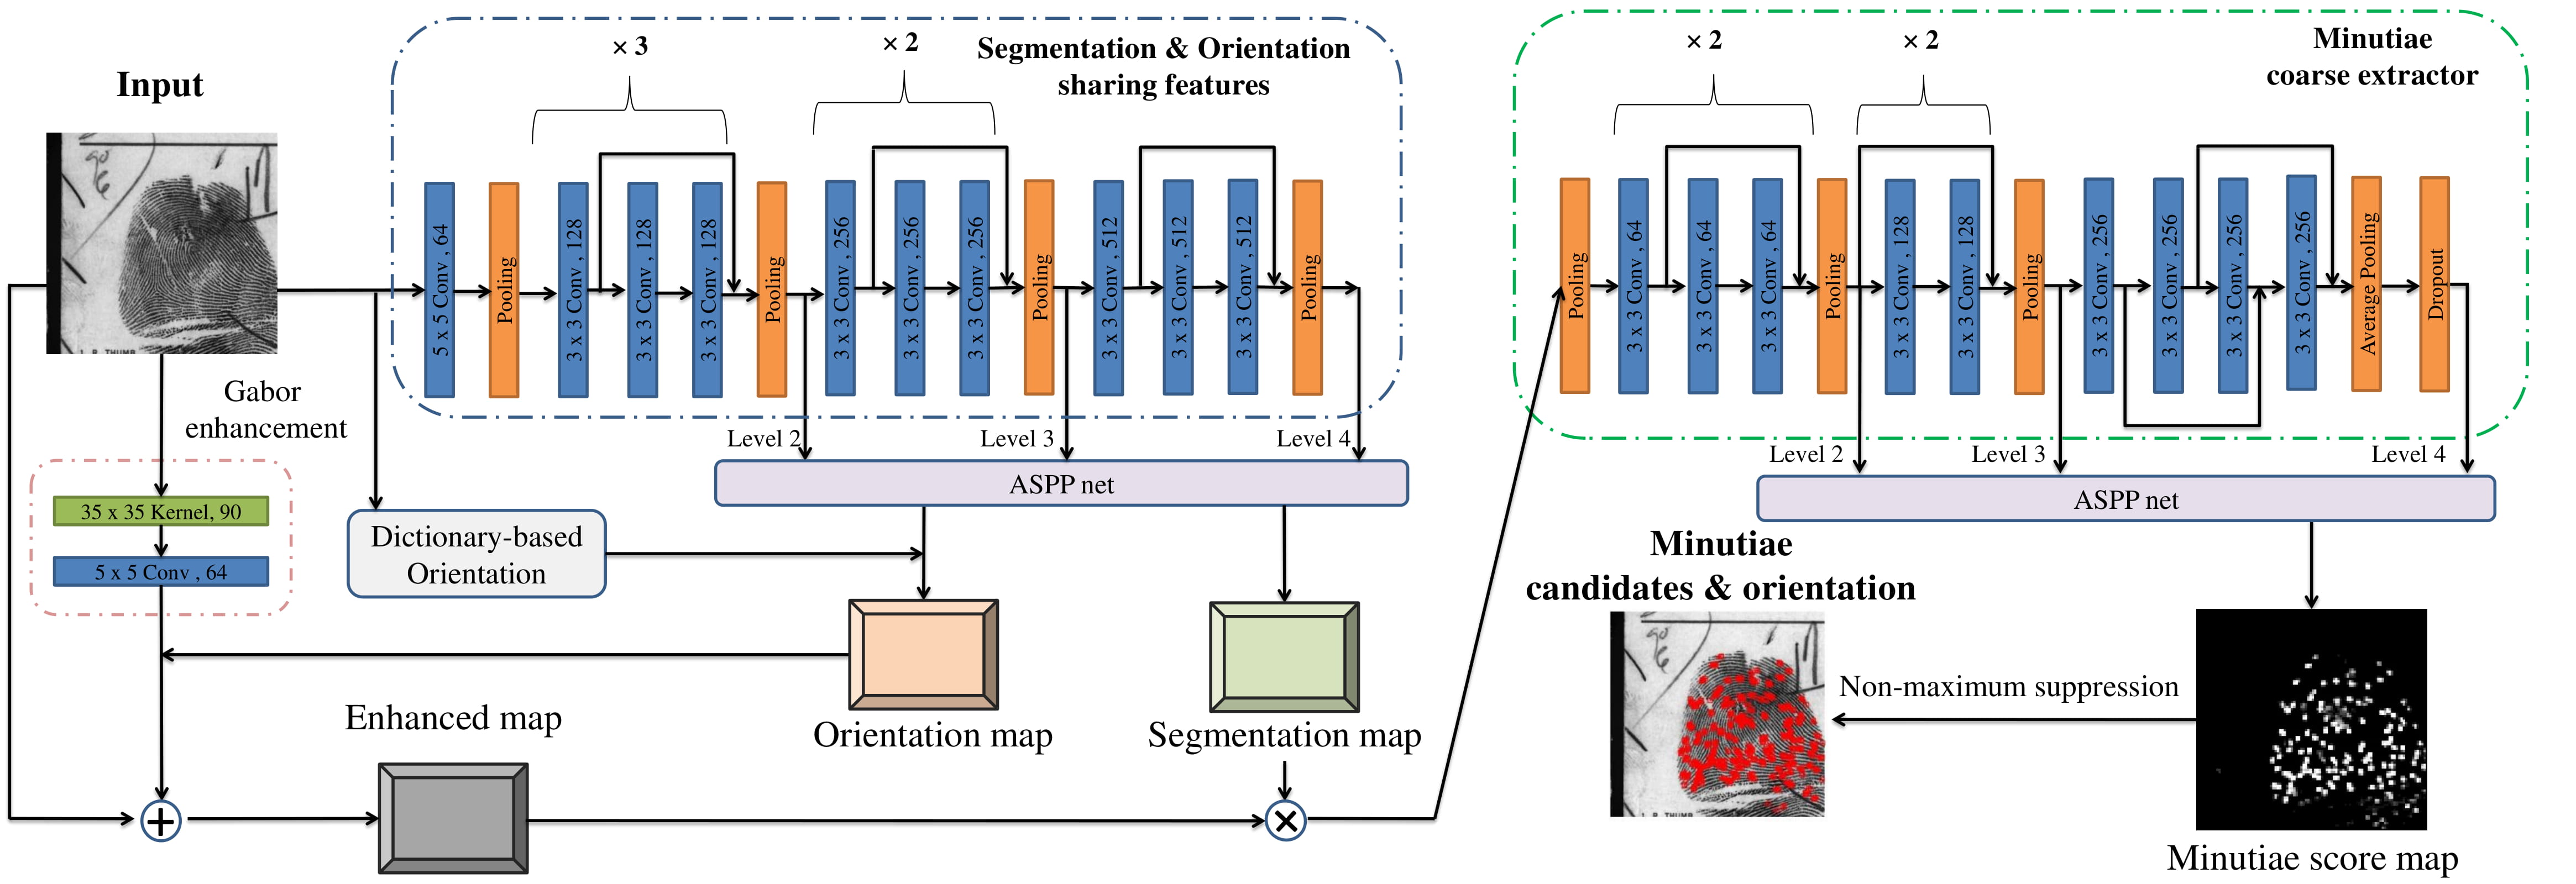 Input
× 3
× 2
Segmentation & Orientation
sharing features
5 x 5 Conv , 64
Pooling
3 x 3 Conv , 128
3 x 3 Conv , 128
3 x 3 Conv , 128
Pooling
3 x 3 Conv , 256
3 x 3 Conv , 256
3 x 3 Conv , 256
Pooling
3 x 3 Conv , 512
3 x 3 Conv , 512
3 x 3 Conv , 512
Pooling
Level 2
Level 3
Level 4
ASPP net
Gabor
enhancement
35 x 35 Kernel, 90
5 x 5 Conv , 64
Dictionary-based
Orientation
Enhanced map
Orientation map
Segmentation map
× 2
× 2
Minutiae
coarse extractor
Pooling
3 x 3 Conv , 64
3 x 3 Conv , 64
3 x 3 Conv , 64
Pooling
3 x 3 Conv , 128
3 x 3 Conv , 128
Pooling
3 x 3 Conv , 256
3 x 3 Conv , 256
3 x 3 Conv , 256
3 x 3 Conv , 256
Average Pooling
Dropout
Level 2
Level 3
Level 4
ASPP net
Minutiae
candidates & orientation
Non-maximum suppression
Minutiae score map